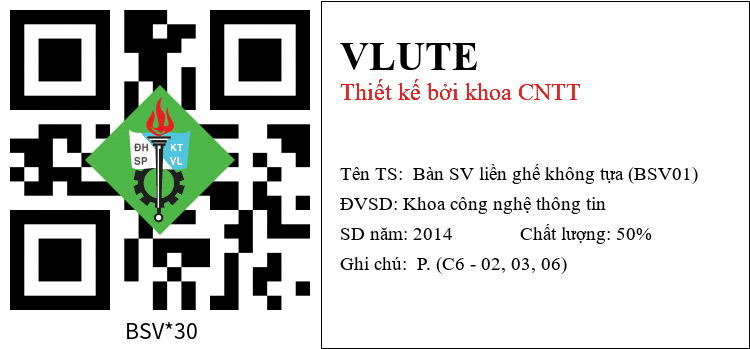 ĐH KT
SP VL
BSV*30
VLUTE
Thiết kế bởi khoa CNTT
Tên TS: Bàn SV liền ghế không tựa (BSV01)
ĐVSD: Khoa công nghệ thông tin
SD năm: 2014 Chất lượng: 50%
Ghi chú: P. (C6 - 02, 03, 06)